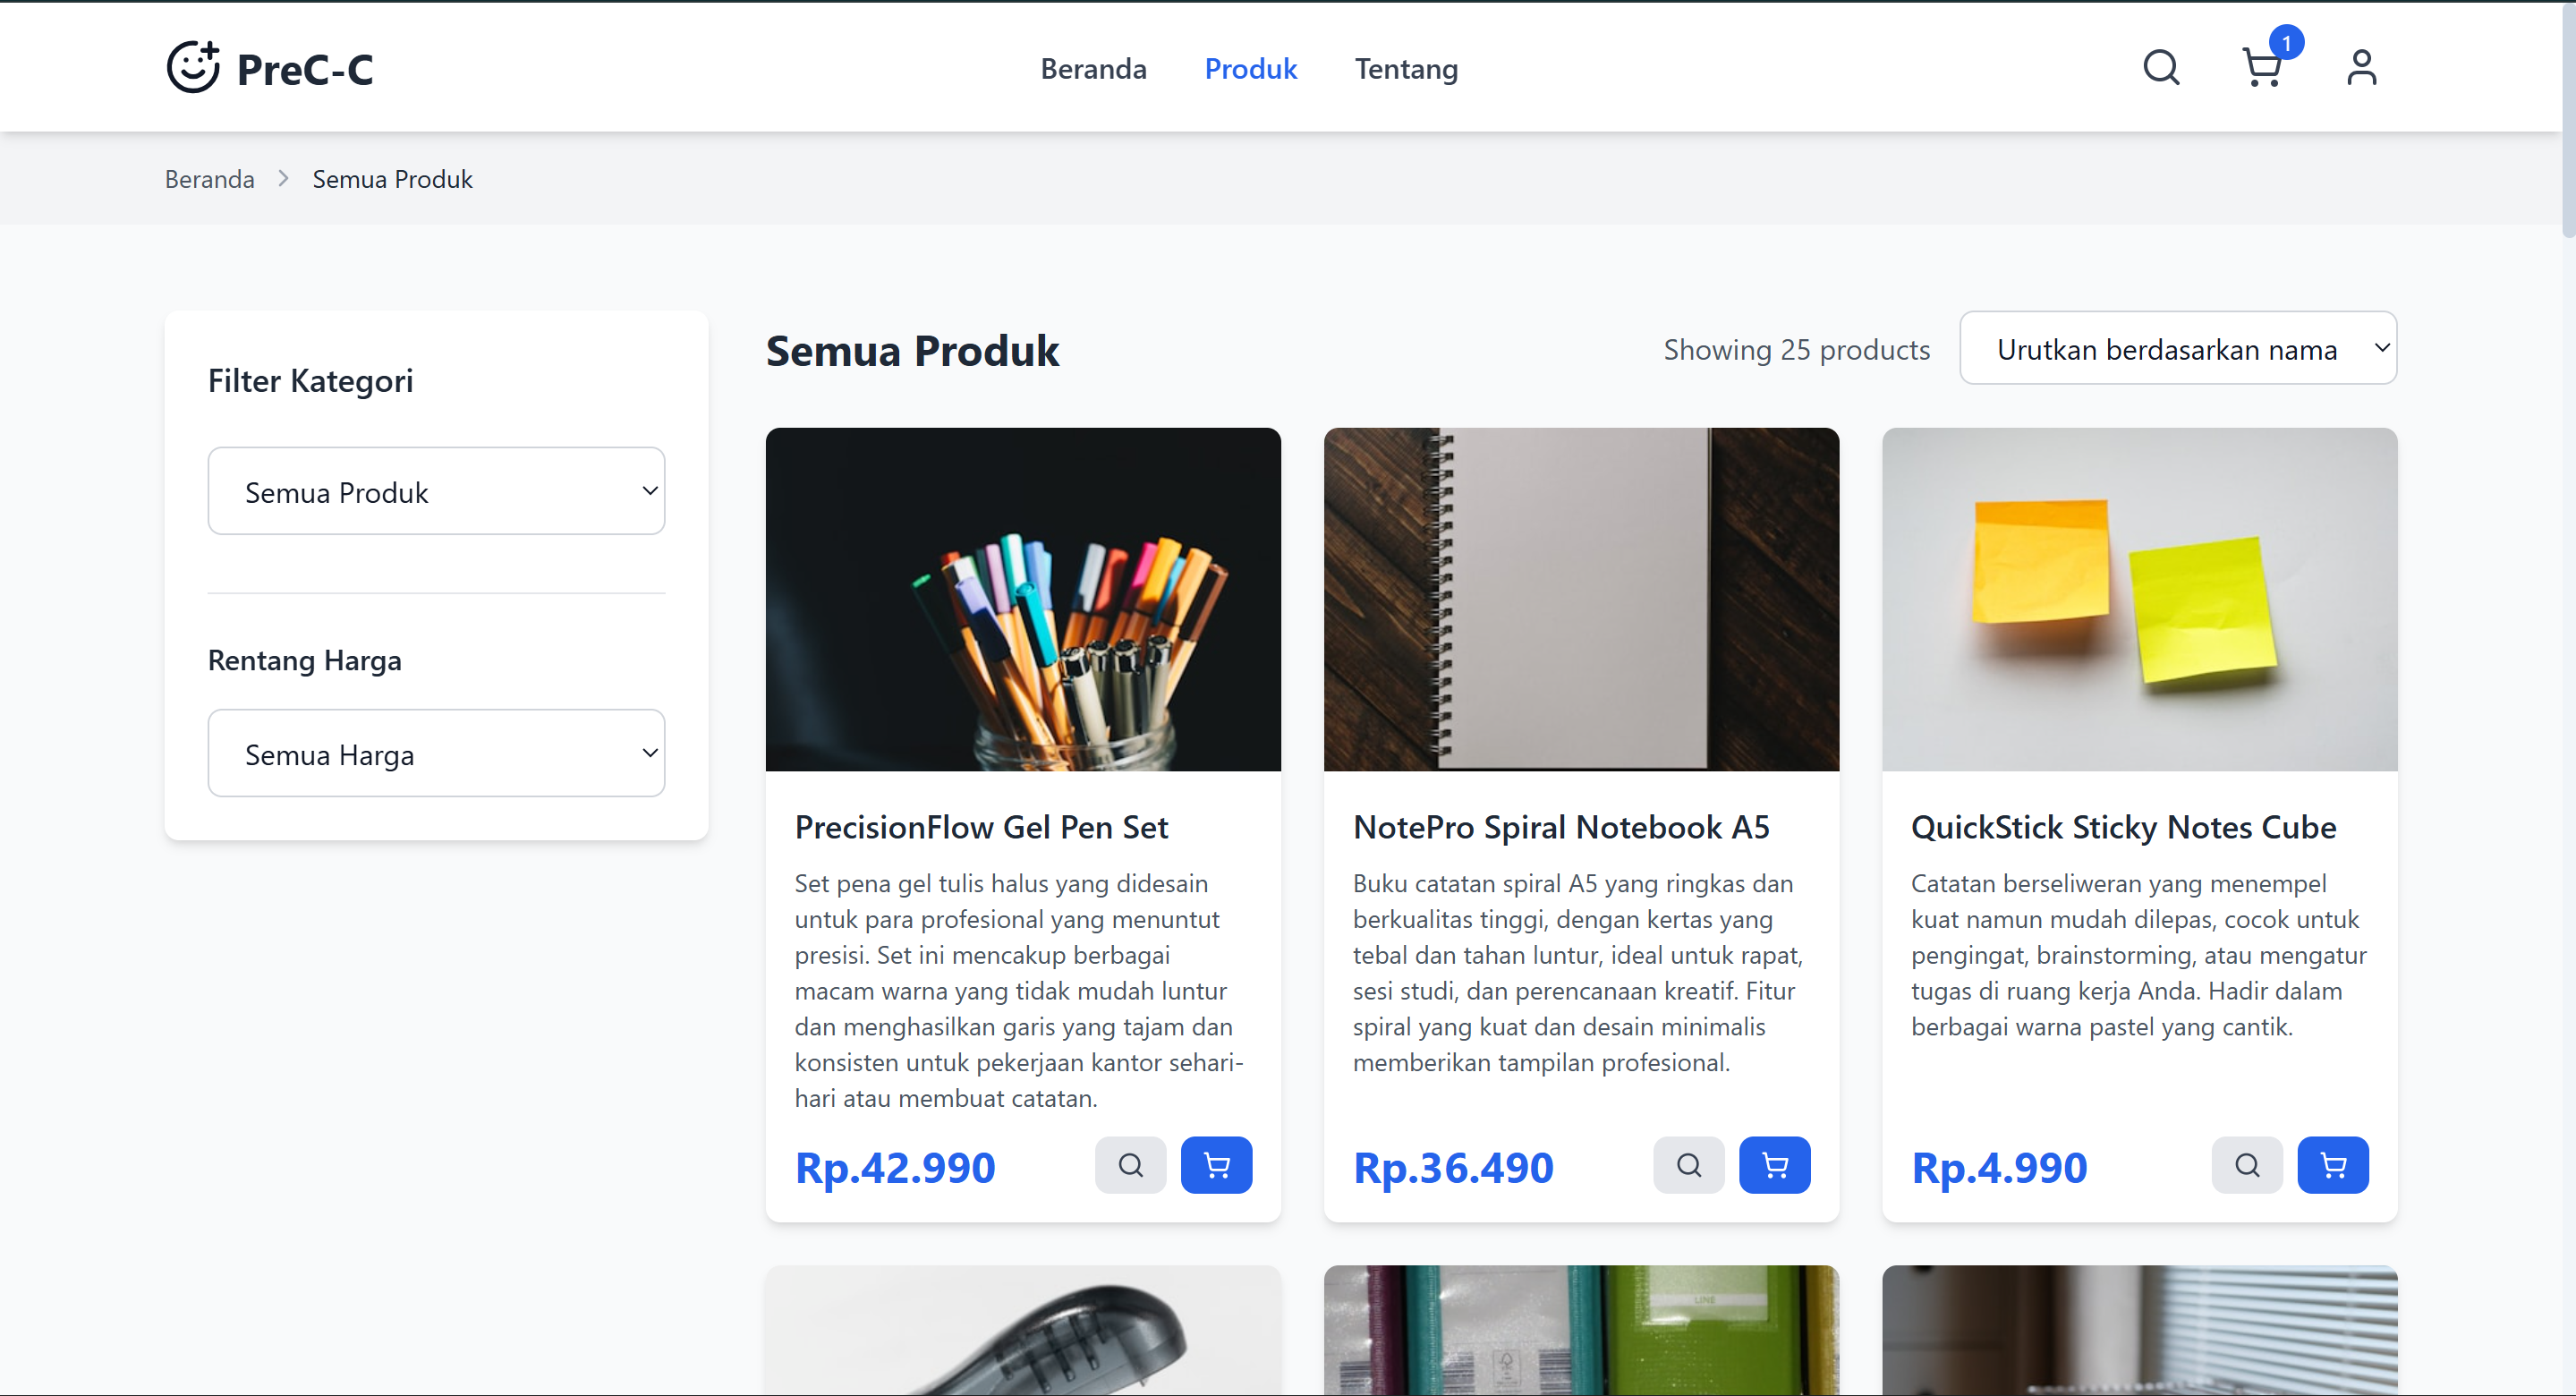 PreC-C
Beranda
Produk
Tentang
1
Beranda
Semua Produk
Filter Kategori
Semua Produk
Rentang Harga
Semua Harga
Semua Produk
Showing 25 products
Urutkan berdasarkan nama
PrecisionFlow Gel Pen Set
Set pena gel tulis halus yang didesain
untuk para profesional yang menuntut
presisi. Set ini mencakup berbagai
macam warna yang tidak mudah luntur
dan menghasilkan garis yang tajam dan
konsisten untuk pekerjaan kantor sehari-
hari atau membuat catatan.
Rp.42.990
NotePro Spiral Notebook A5
Buku catatan spiral A5 yang ringkas dan
berkualitas tinggi, dengan kertas yang
tebal dan tahan luntur, ideal untuk rapat,
sesi studi, dan perencanaan kreatif. Fitur
spiral yang kuat dan desain minimalis
memberikan tampilan profesional.
Rp.36.490
QuickStick Sticky Notes Cube
Catatan berseliweran yang menempel
kuat namun mudah dilepas, cocok untuk
pengingat, brainstorming, atau mengatur
tugas di ruang kerja Anda. Hadir dalam
berbagai warna pastel yang cantik.
Rp.4.990
LINE